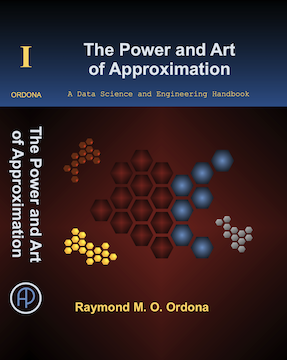 I
ORDONA
The Power and Art
of Approximation
A Data Science and Engineering Handbook
The Power and Art
of Approximation
AP
Raymond M. O. Ordona